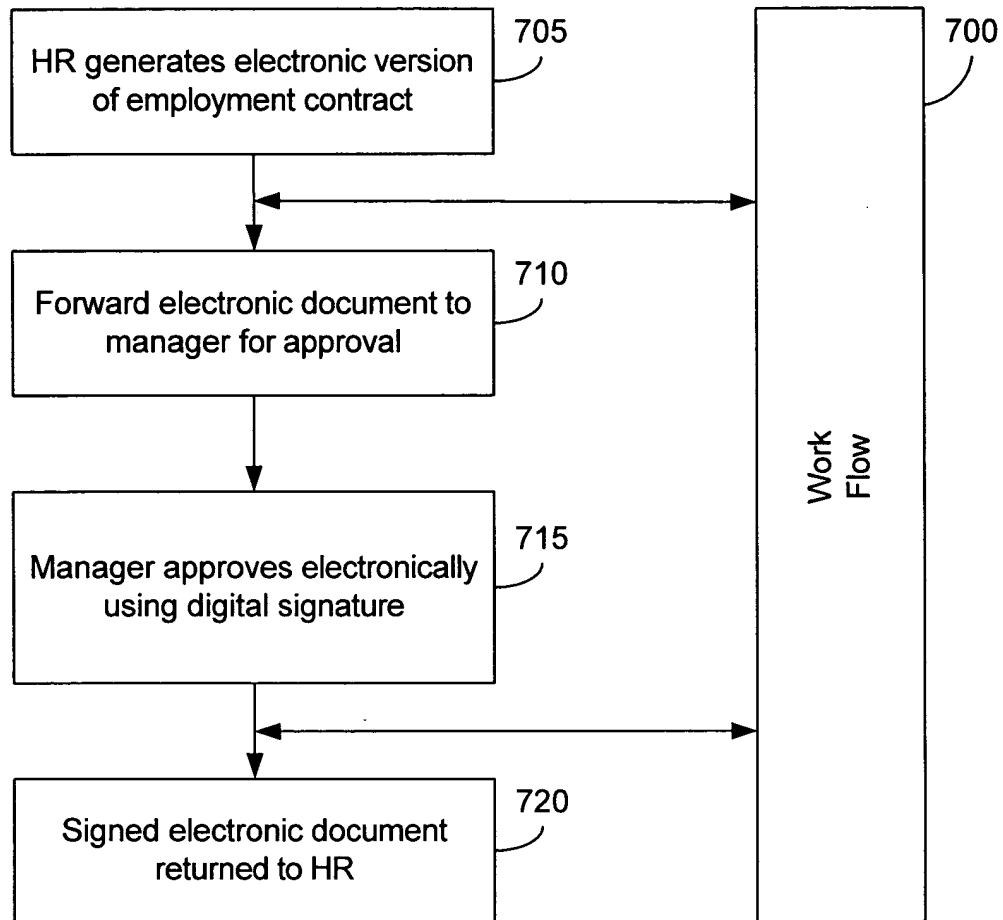 705
HR generates electronic version
of employment contract
700
710
Forward electronic document to
manager for approval
Work
Flow
715
Manager approves electronically
using digital signature
720
Signed electronic document
returned to HR